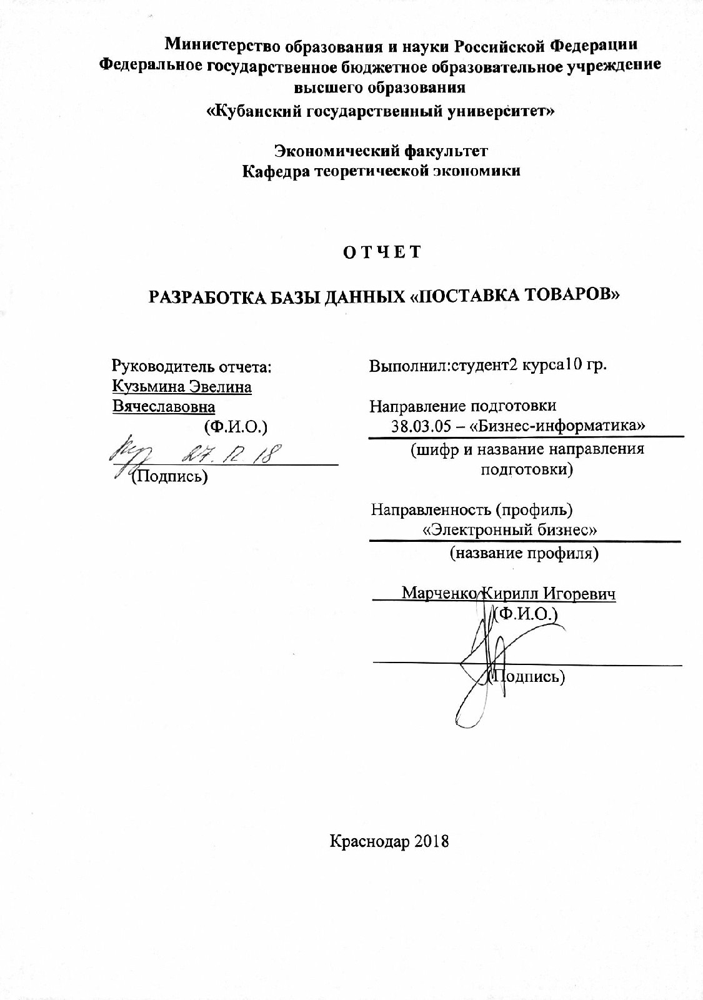 Министерство образования и науки Российской Федерации
Федеральное государственное бюджетное образовательное учреждение
высшего образования
«Кубанский государственный университет»
Экономический факультет
Кафедра теоретической экономики
О Т Ч Е Т
РАЗРАБОТКА БАЗЫ ДАННЫХ «ПОСТАВКА ТОВАРОВ»
Руководитель отчета:
Кузьмина Эвелина
Вячеславовна
(Ф.И.О.)
27.12.18
(Подпись)
Выполнил:студент2 курса10 гр.
Направление подготовки
38.03.05 – «Бизнес-информатика»
(шифр и название направления
подготовки)
Направленность (профиль)
«Электронный бизнес»
(название профиля)
Марченко Кирилл Игоревич
(Ф.И.О.)
(Подпись)
Краснодар 2018